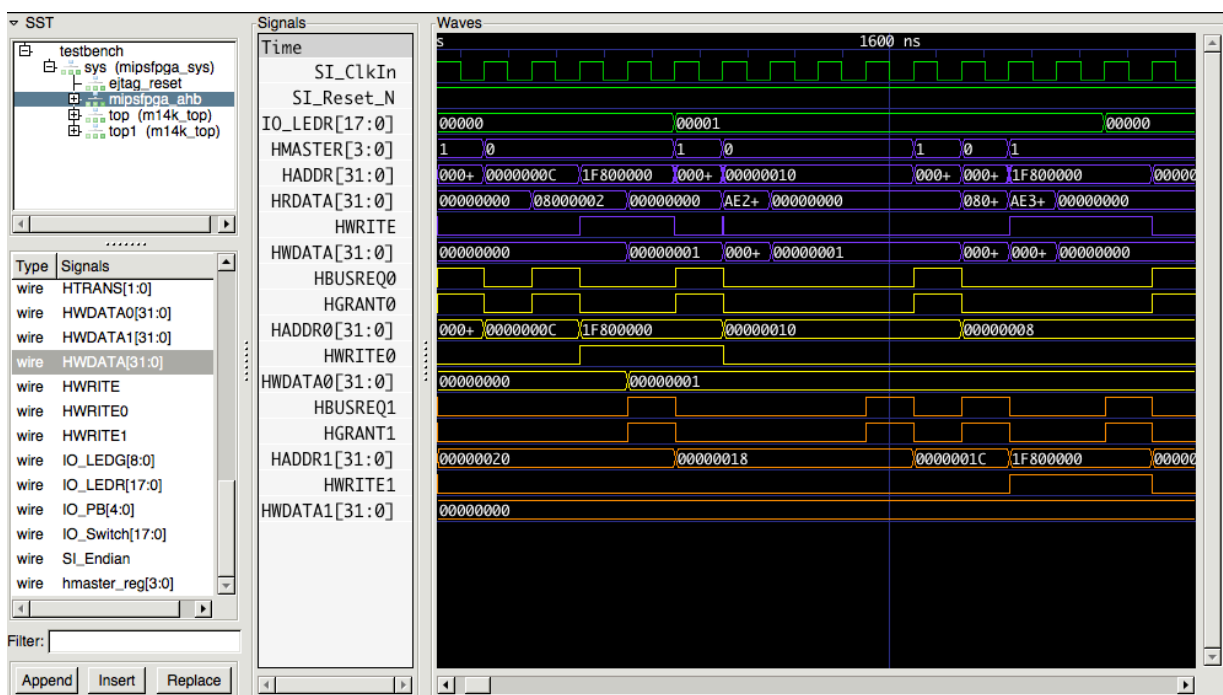 SST
testbench
sys (mipsfpga_sys)
ejtag_reset
mipsfpga_ahb
top (m14k_top)
top1 (m14k_top)
Type Signals
wire HTRANS[1:0]
wire HWDATA0[31:0]
wire HWDATA1[31:0]
wire HWDATA[31:0]
wire HWRITE
wire HWRITE0
wire HWRITE1
wire IO_LEDG[8:0]
wire IO_LEDR[17:0]
wire IO_PB[4:0]
wire IO_Switch[17:0]
wire SI_Endian
wire hmaster_reg[3:0]
Filter:
Append Insert Replace
Signals
Time
SI_ClkIn
SI_Reset_N
IO_LEDR[17:0]
HMASTER[3:0]
HADDR[31:0]
HRDATA[31:0]
HWRITE
HWDATA[31:0]
HBUSREQ0
HGRANT0
HADDR0[31:0]
HWRITE0
HWDATA0[31:0]
HBUSREQ1
HGRANT1
HADDR1[31:0]
HWRITE1
HWDATA1[31:0]
Waves
s 1600 ns
00000 00001 00000
1 0 1 0 1 0 1
000+ 0000000C 1F800000 000+ 00000010 000+ 000+ 1F800000 00000
00000000 08000002 00000000 AE2+ 00000000 080+ AE3+ 00000000
00000000 00000001 000+ 00000001 000+ 000+ 00000000
000+ 0000000C 1F800000 00000010 00000008
00000000 00000001
00000020 00000018 0000001C 1F800000 00000
00000000